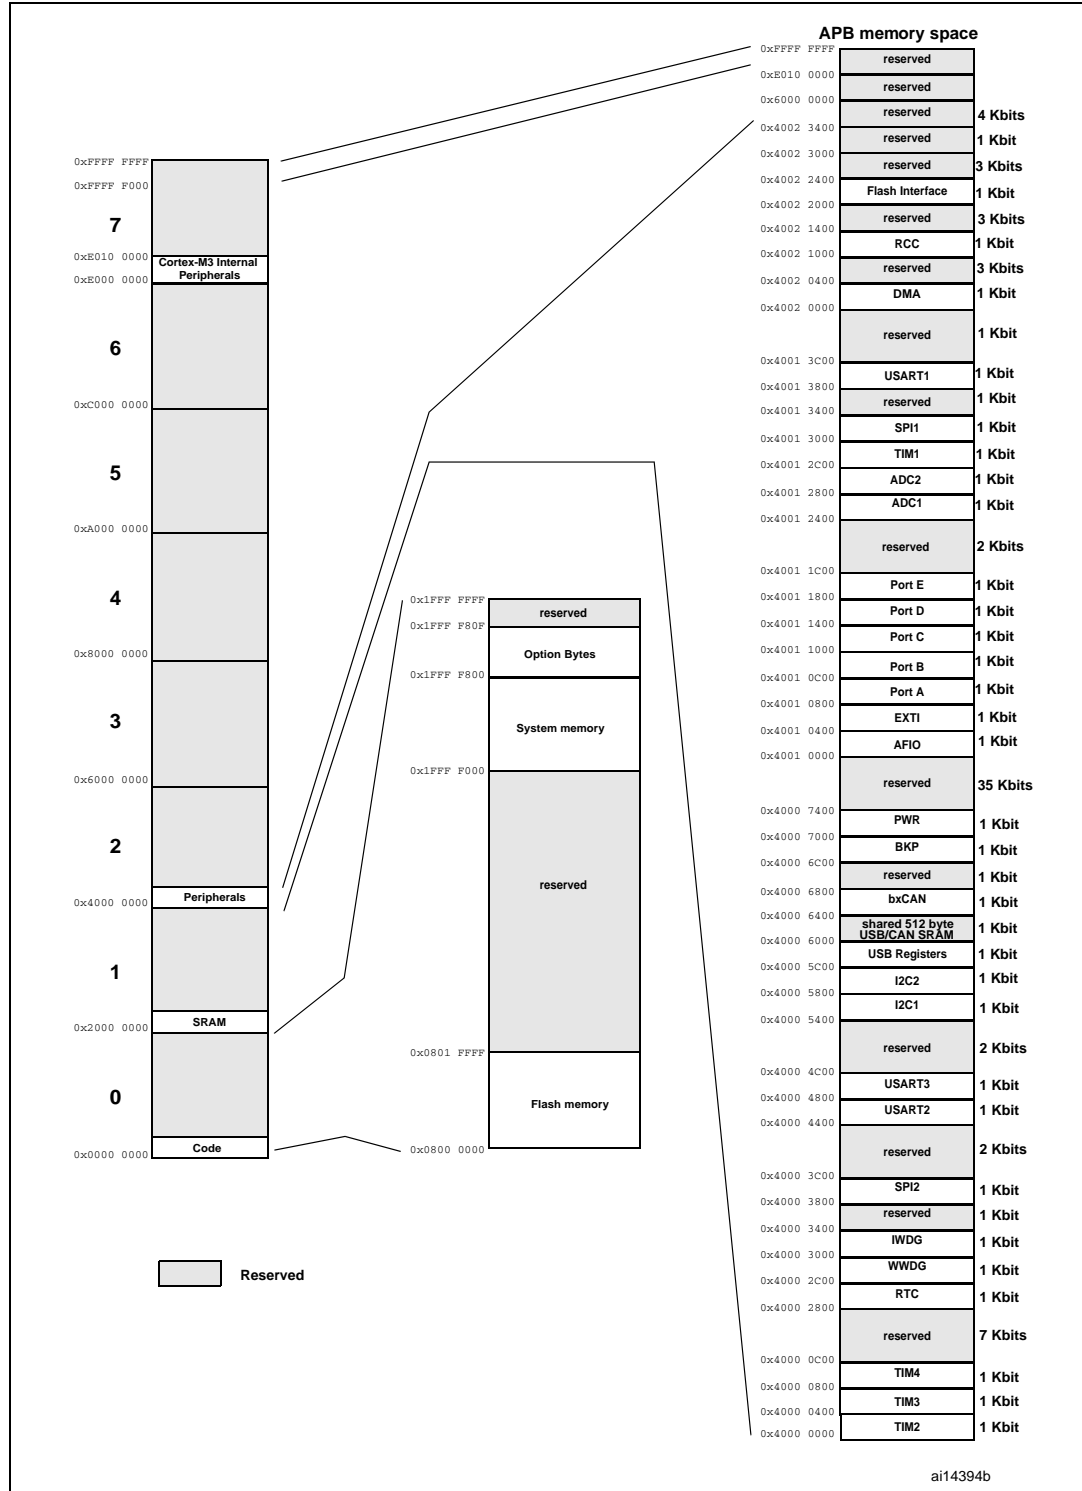 APB memory space
0xFFFF FFFF
reserved
0xE010 0000
reserved
0x6000 0000
reserved 4 Kbits
0x4002 3400
reserved 1 Kbit
0x4002 3000
reserved 3 Kbits
0x4002 2400
Flash Interface 1 Kbit
0x4002 2000
reserved 3 Kbits
0x4002 1400
RCC 1 Kbit
0x4002 1000
reserved 3 Kbits
0x4002 0400
DMA 1 Kbit
0x4002 0000
reserved 1 Kbit
0x4001 3C00
USART1 1 Kbit
0x4001 3800
reserved 1 Kbit
0x4001 3400
SPI1 1 Kbit
0x4001 3000
TIM1 1 Kbit
0x4001 2C00
ADC2 1 Kbit
0x4001 2800
ADC1 1 Kbit
0x4001 2400
reserved 2 Kbits
0x4001 1C00
Port E 1 Kbit
0x4001 1800
Port D 1 Kbit
0x4001 1400
Port C 1 Kbit
0x4001 1000
Port B 1 Kbit
0x4001 0C00
Port A 1 Kbit
0x4001 0800
EXTI 1 Kbit
0x4001 0400
AFIO 1 Kbit
0x4001 0000
reserved 35 Kbits
0x4000 7400
PWR 1 Kbit
0x4000 7000
BKP 1 Kbit
0x4000 6C00
reserved 1 Kbit
0x4000 6800
bxCAN 1 Kbit
0x4000 6400
shared 512 byte
USB/CAN SRAM 1 Kbit
0x4000 6000
USB Registers 1 Kbit
0x4000 5C00
I2C2 1 Kbit
0x4000 5800
I2C1 1 Kbit
0x4000 5400
reserved 2 Kbits
0x4000 4C00
USART3 1 Kbit
0x4000 4800
USART2 1 Kbit
0x4000 4400
reserved 2 Kbits
0x4000 3C00
SPI2 1 Kbit
0x4000 3800
reserved 1 Kbit
0x4000 3400
IWDG 1 Kbit
0x4000 3000
WWDG 1 Kbit
0x4000 2C00
RTC 1 Kbit
0x4000 2800
reserved 7 Kbits
0x4000 0C00
TIM4 1 Kbit
0x4000 0800
TIM3 1 Kbit
0x4000 0400
TIM2 1 Kbit
0x4000 0000
0xFFFF FFFF
0xFFFF F000
7
0xE010 0000
Cortex-M3 Internal
Peripherals
0xE000 0000
6
0xC000 0000
5
0xA000 0000
4
0x8000 0000
3
0x6000 0000
2
Peripherals
0x4000 0000
1
SRAM
0x2000 0000
0
Code
0x0000 0000
0x1FFF FFFF
reserved
0x1FFF F80F
Option Bytes
0x1FFF F800
System memory
0x1FFF F000
reserved
0x0801 FFFF
Flash memory
0x0800 0000
Reserved
ai14394b